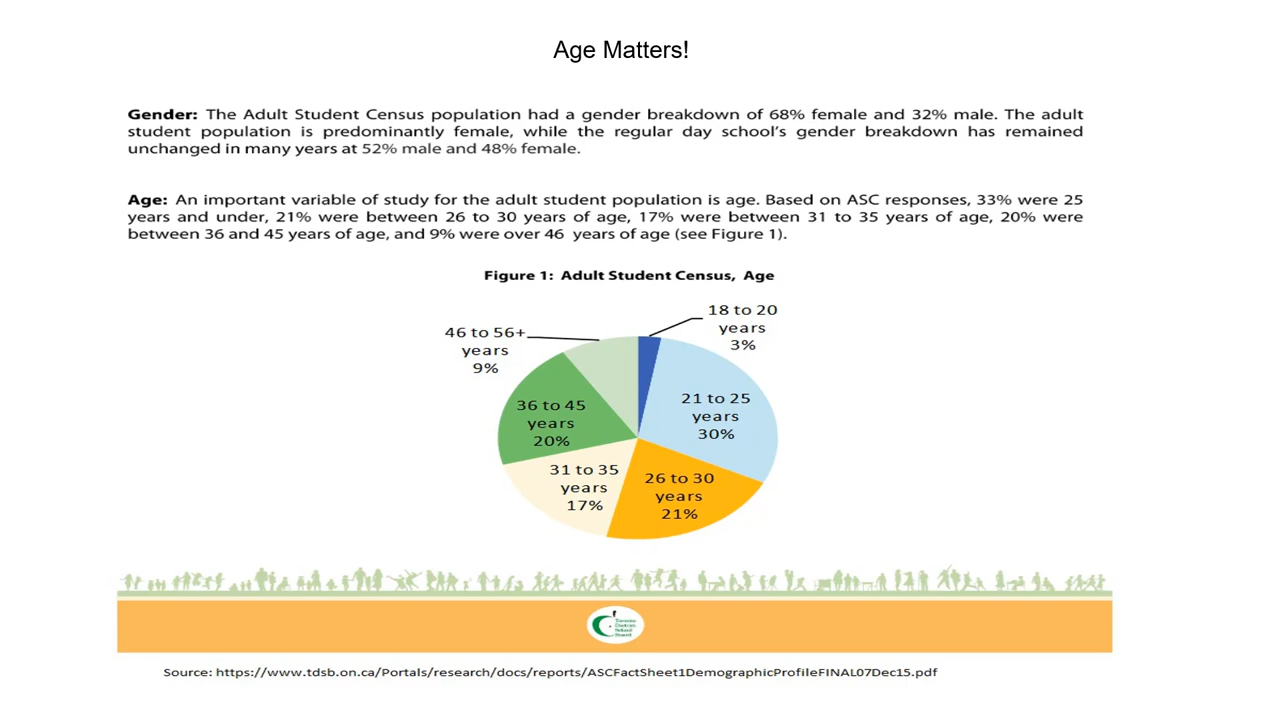 Age Matters!
Gender: The Adult Student Census population had a gender breakdown of 68% female and 32% male. The adult
student population is predominantly female, while the regular day school's gender breakdown has remained
unchanged in many years at 52% male and 48% female.
Age: An important variable of study for the adult student population is age. Based on ASC responses, 33% were 25
years and under, 21% were between 26 to 30 years of age, 17% were between 31 to 35 years of age, 20% were
between 36 and 45 years of age, and 9% were over 46 years of age (see Figure 1).
Figure 1: Adult Student Census, Age
18 to 20
years
3%
46 to 56+
years
9%
21 to 25
years
30%
36 to 45
years
20%
31 to 35
years
17%
26 to 30
years
21%
Toronto
District
School
Board
Source: https://www.tdsb.on.ca/Portals/research/docs/reports/ASCFactSheet1DemographicProfileFINAL07Dec15.pdf